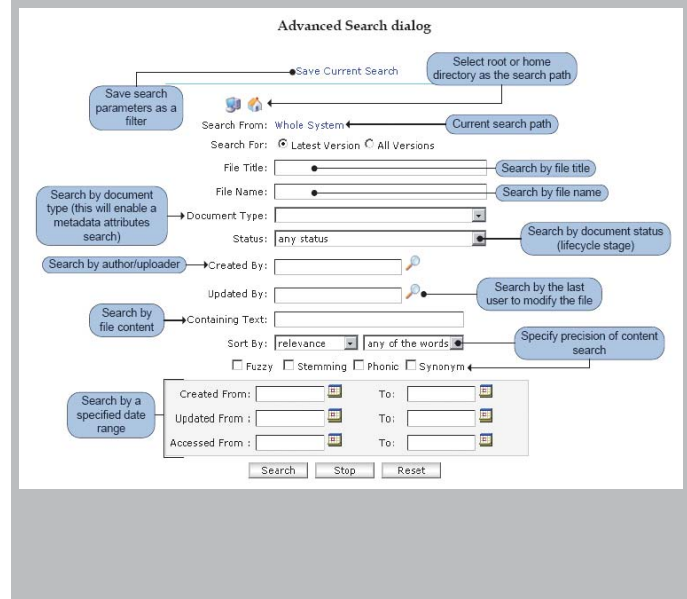 Advanced Search dialog
Save Current Search
Select root or home
directory as the search path
Save search
parameters as a
filter
Search From: Whole System
Current search path
Search For: Latest Version All Versions
File Title:
Search by file title
File Name:
Search by file name
Search by document
type (this will enable a
metadata attributes
search)
Document Type:
Status: any status
Search by document status
(lifecycle stage)
Search by author/uploader
Created By:
Updated By:
Search by the last
user to modify the file
Search by
file content
Containing Text:
Sort By: relevance any of the words
Specify precision of content
search
Fuzzy Stemming Phonic Synonym
Search by a
specified date
range
Created From: To:
Updated From : To:
Accessed From : To:
Search Stop Reset